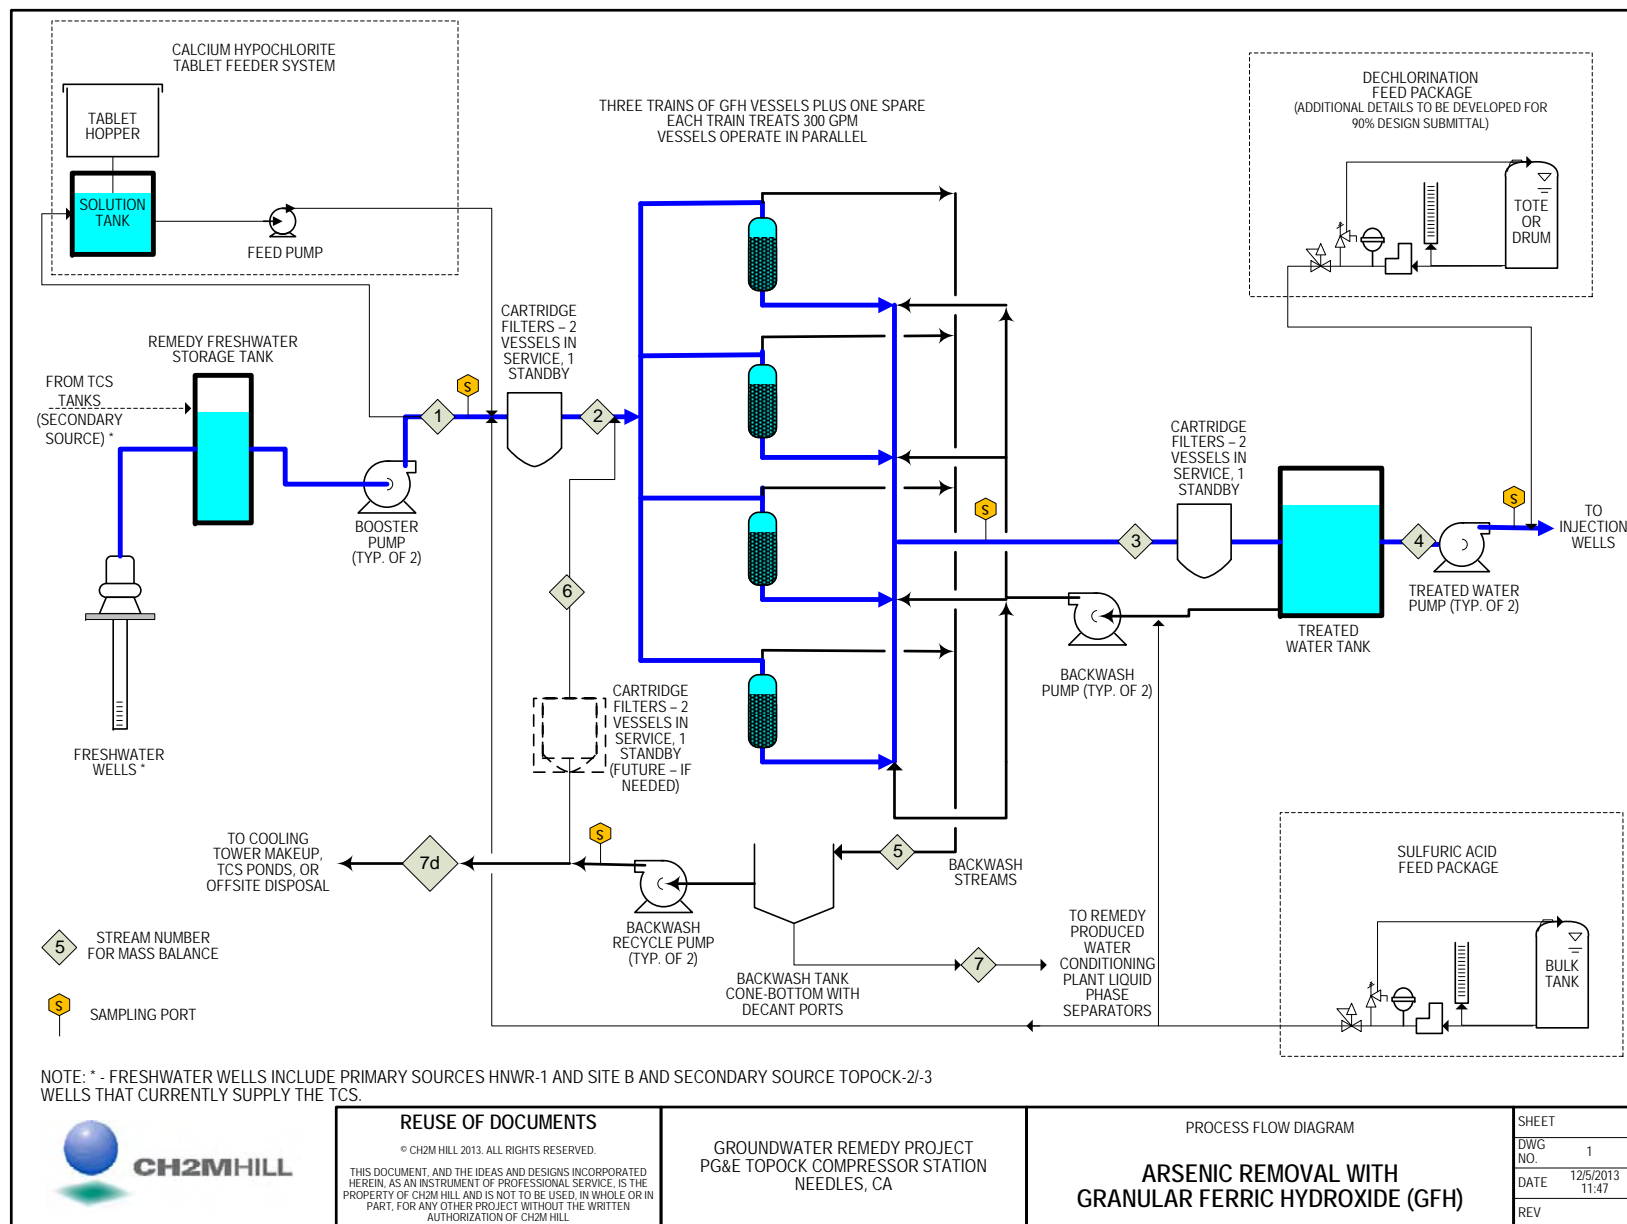 CALCIUM HYPOCHLORITE
TABLET FEEDER SYSTEM
TABLET
HOPPER
SOLUTION
TANK
FEED PUMP
THREE TRAINS OF GFH VESSELS PLUS ONE SPARE
EACH TRAIN TREATS 300 GPM
VESSELS OPERATE IN PARALLEL
DECHLORINATION
FEED PACKAGE
(ADDITIONAL DETAILS TO BE DEVELOPED FOR
90% DESIGN SUBMITTAL)
TOTE
OR
DRUM
REMEDY FRESHWATER
STORAGE TANK
FROM TCS
TANKS
(SECONDARY
SOURCE) *
CARTRIDGE
FILTERS – 2
VESSELS IN
SERVICE, 1
STANDBY
S
1
2
BOOSTER
PUMP
(TYP. OF 2)
FRESHWATER
WELLS *
6
CARTRIDGE
FILTERS – 2
VESSELS IN
SERVICE, 1
STANDBY
(FUTURE – IF
NEEDED)
S
3
CARTRIDGE
FILTERS – 2
VESSELS IN
SERVICE, 1
STANDBY
4
S
TO
INJECTION
WELLS
TREATED WATER
PUMP (TYP. OF 2)
TREATED
WATER TANK
BACKWASH
PUMP (TYP. OF 2)
TO COOLING
TOWER MAKEUP,
TCS PONDS, OR
OFFSITE DISPOSAL
7d
S
BACKWASH
RECYCLE PUMP
(TYP. OF 2)
5
BACKWASH
STREAMS
BACKWASH TANK
CONE-BOTTOM WITH
DECANT PORTS
7
TO REMEDY
PRODUCED
WATER
CONDITIONING
PLANT LIQUID
PHASE
SEPARATORS
SULFURIC ACID
FEED PACKAGE
BULK
TANK
5
STREAM NUMBER
FOR MASS BALANCE
S
SAMPLING PORT
NOTE: * - FRESHWATER WELLS INCLUDE PRIMARY SOURCES HNWR-1 AND SITE B AND SECONDARY SOURCE TOPOCK-2/-3
WELLS THAT CURRENTLY SUPPLY THE TCS.
CH2MHILL
REUSE OF DOCUMENTS
© CH2M HILL 2013. ALL RIGHTS RESERVED.
THIS DOCUMENT, AND THE IDEAS AND DESIGNS INCORPORATED
HEREIN, AS AN INSTRUMENT OF PROFESSIONAL SERVICE, IS THE
PROPERTY OF CH2M HILL AND IS NOT TO BE USED, IN WHOLE OR IN
PART, FOR ANY OTHER PROJECT WITHOUT THE WRITTEN
AUTHORIZATION OF CH2M HILL
GROUNDWATER REMEDY PROJECT
PG&E TOPOCK COMPRESSOR STATION
NEEDLES, CA
PROCESS FLOW DIAGRAM
ARSENIC REMOVAL WITH
GRANULAR FERRIC HYDROXIDE (GFH)
SHEET
DWG
NO. 1
DATE 12/5/2013
11:47
REV